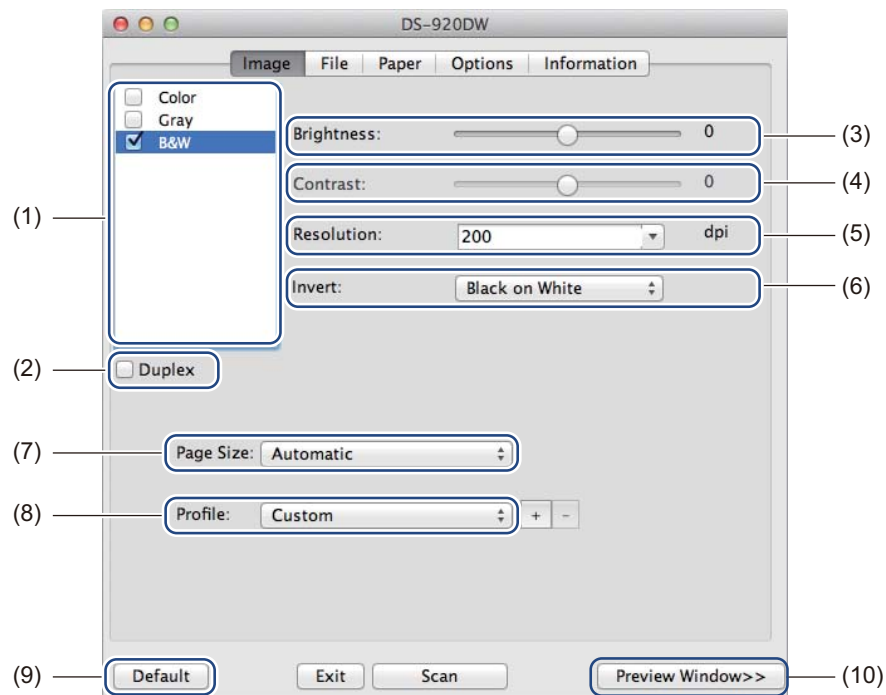 DS-920DW
Image File Paper Options Information
Color
Gray
B&W
Brightness: 0
Contrast: 0
Resolution: 200 dpi
Invert: Black on White
Duplex
Page Size: Automatic
Profile: Custom + -
Default Exit Scan Preview Window>>
(1)
(2)
(3)
(4)
(5)
(6)
(7)
(8)
(9)
(10)